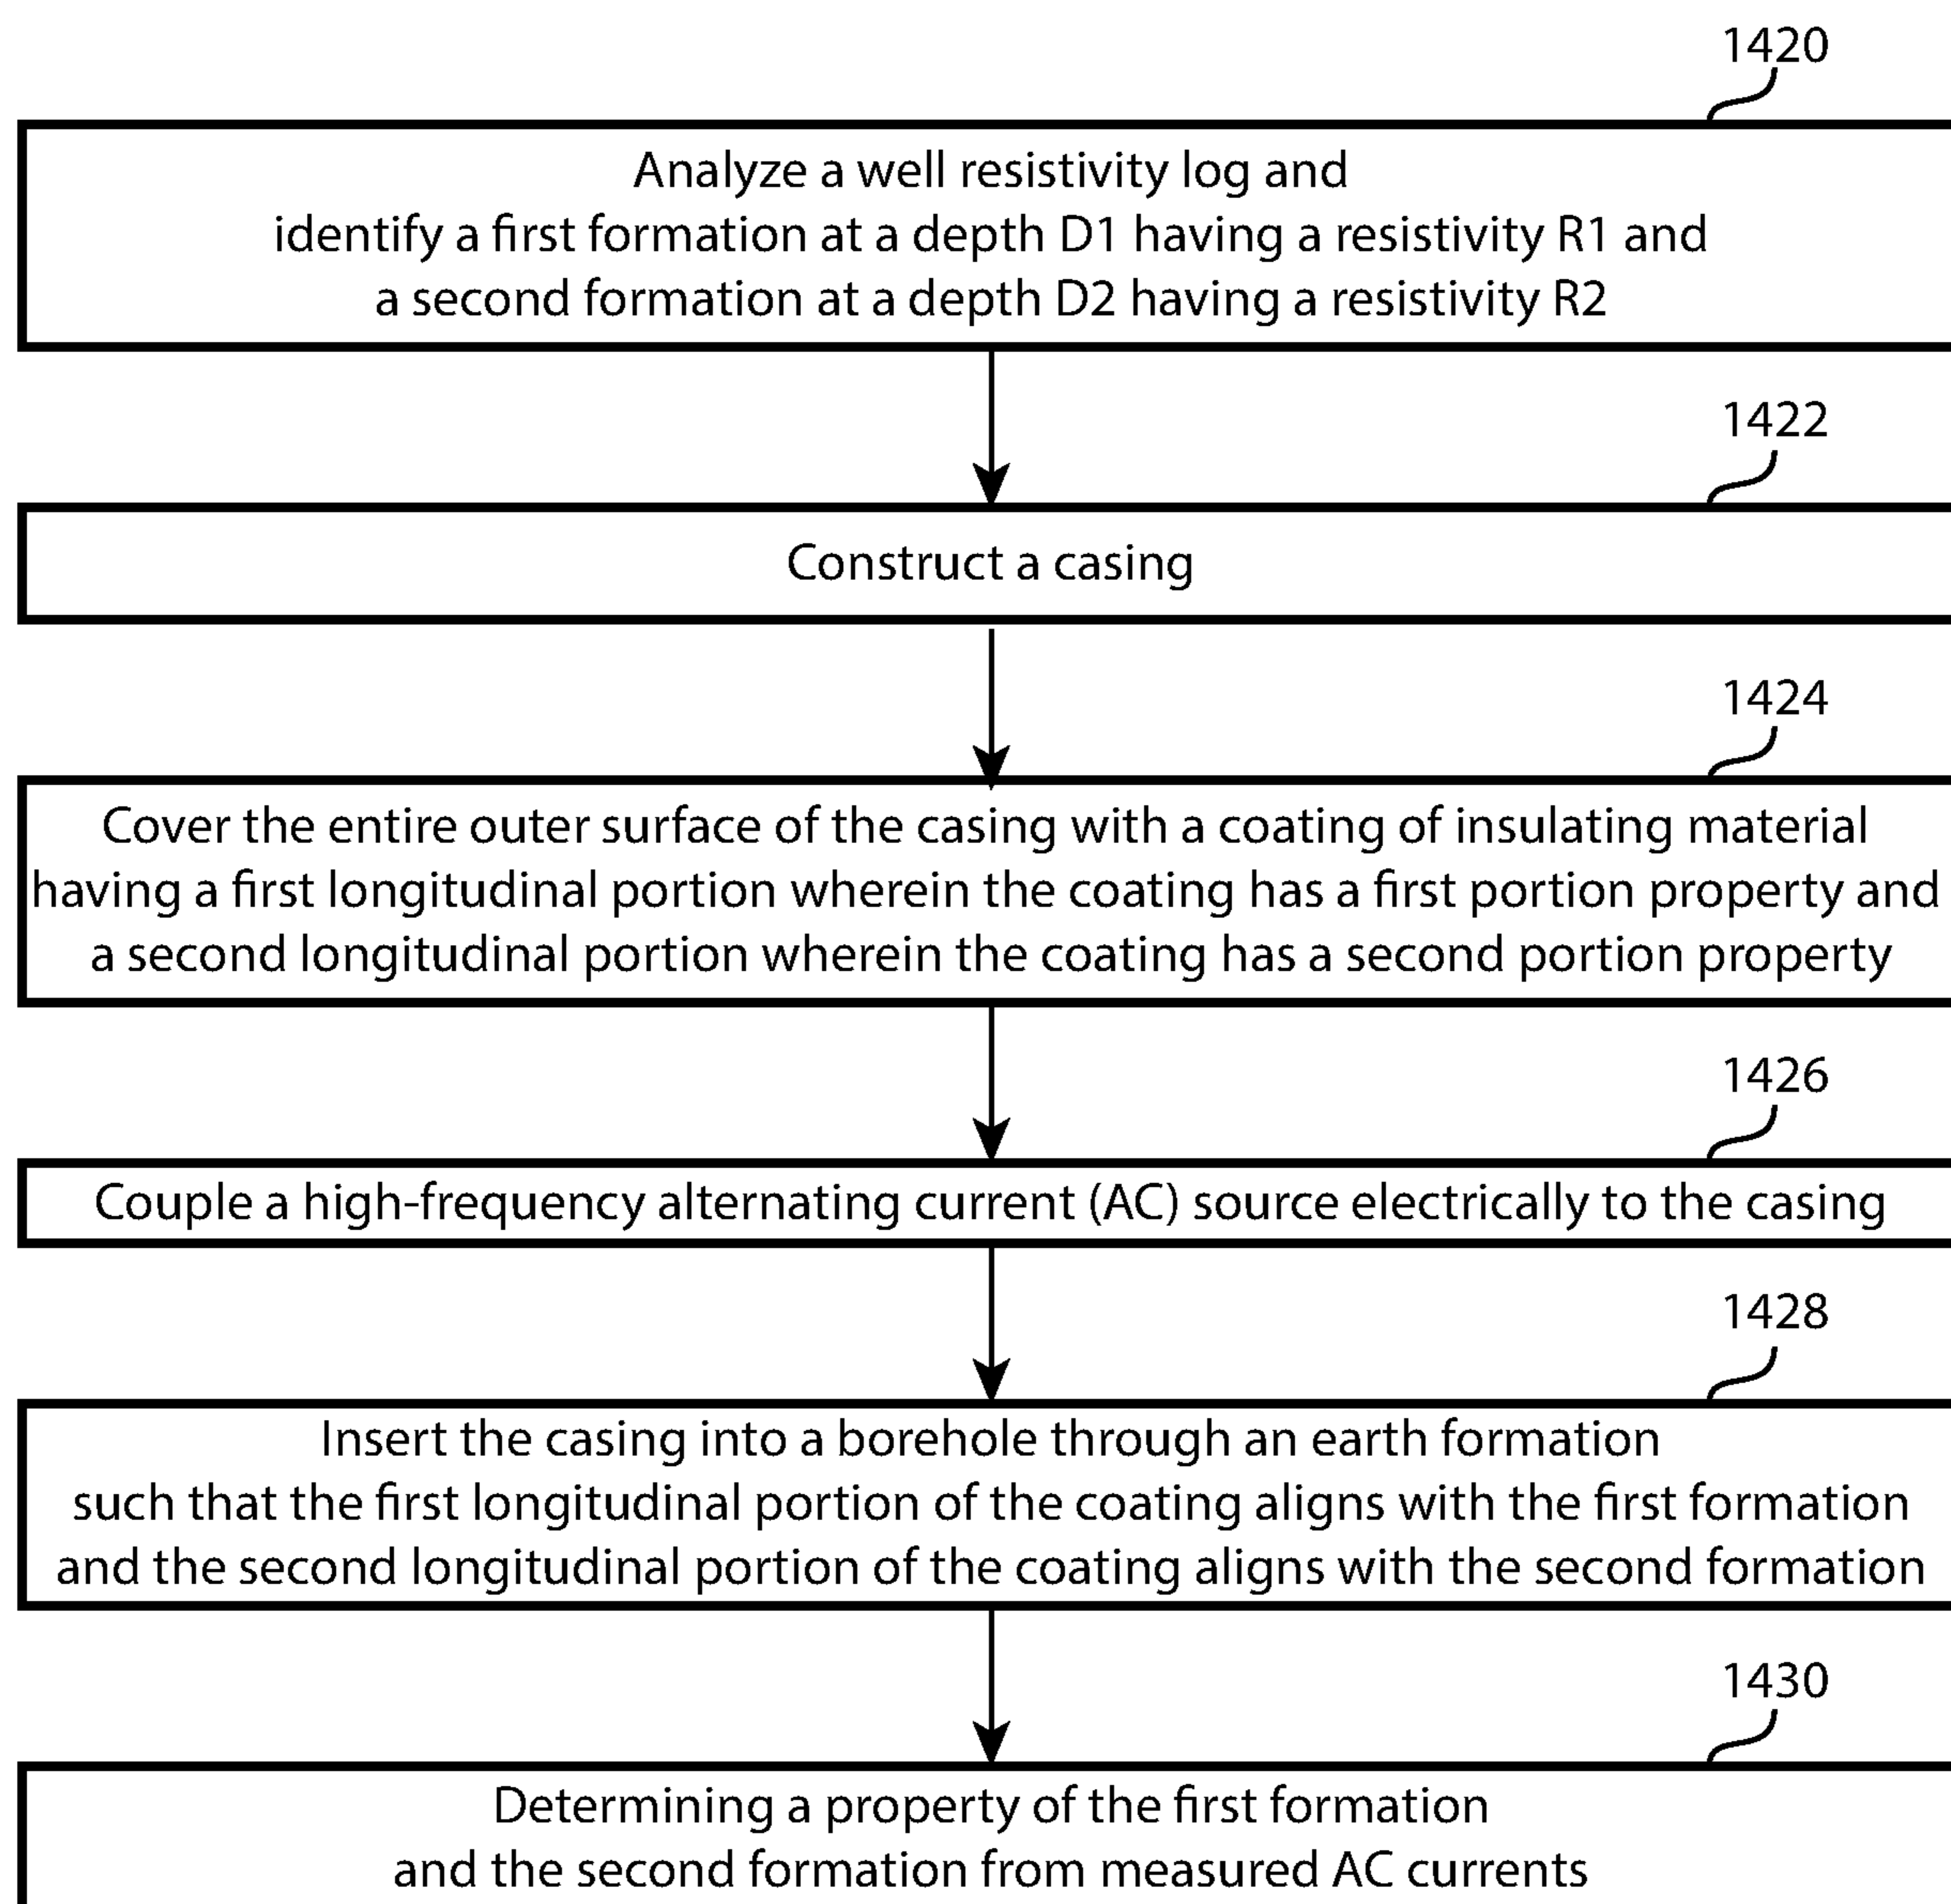 1420
Analyze a well resistivity log and
identify a first formation at a depth D1 having a resistivity R1 and
a second formation at a depth D2 having a resistivity R2
1422
Construct a casing
1424
Cover the entire outer surface of the casing with a coating of insulating material
having a first longitudinal portion wherein the coating has a first portion property and
a second longitudinal portion wherein the coating has a second portion property
1426
Couple a high-frequency alternating current (AC) source electrically to the casing
1428
Insert the casing into a borehole through an earth formation
such that the first longitudinal portion of the coating aligns with the first formation
and the second longitudinal portion of the coating aligns with the second formation
1430
Determining a property of the first formation
and the second formation from measured AC currents